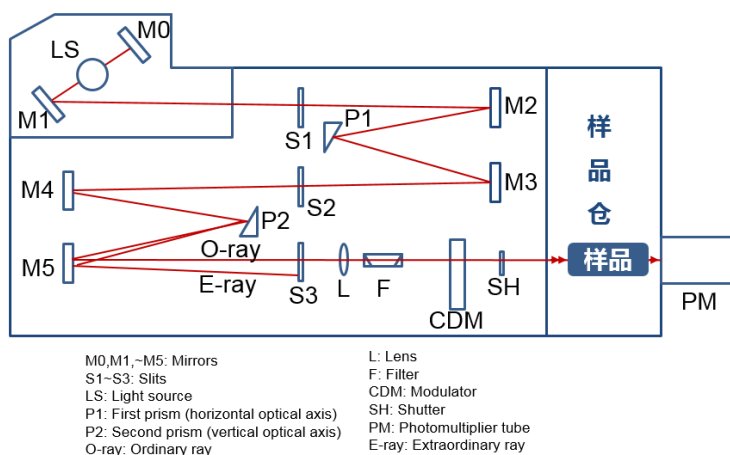 M0
LS
M1
S1
P1
M2
M3
M4
S2
P2
O-ray
M5
E-ray
S3
L
F
CDM
SH
样
品
仓
样品
PM
M0,M1,~M5: Mirrors
S1~S3: Slits
LS: Light source
P1: First prism (horizontal optical axis)
P2: Second prism (vertical optical axis)
O-ray: Ordinary ray
L: Lens
F: Filter
CDM: Modulator
SH: Shutter
PM: Photomultiplier tube
E-ray: Extraordinary ray